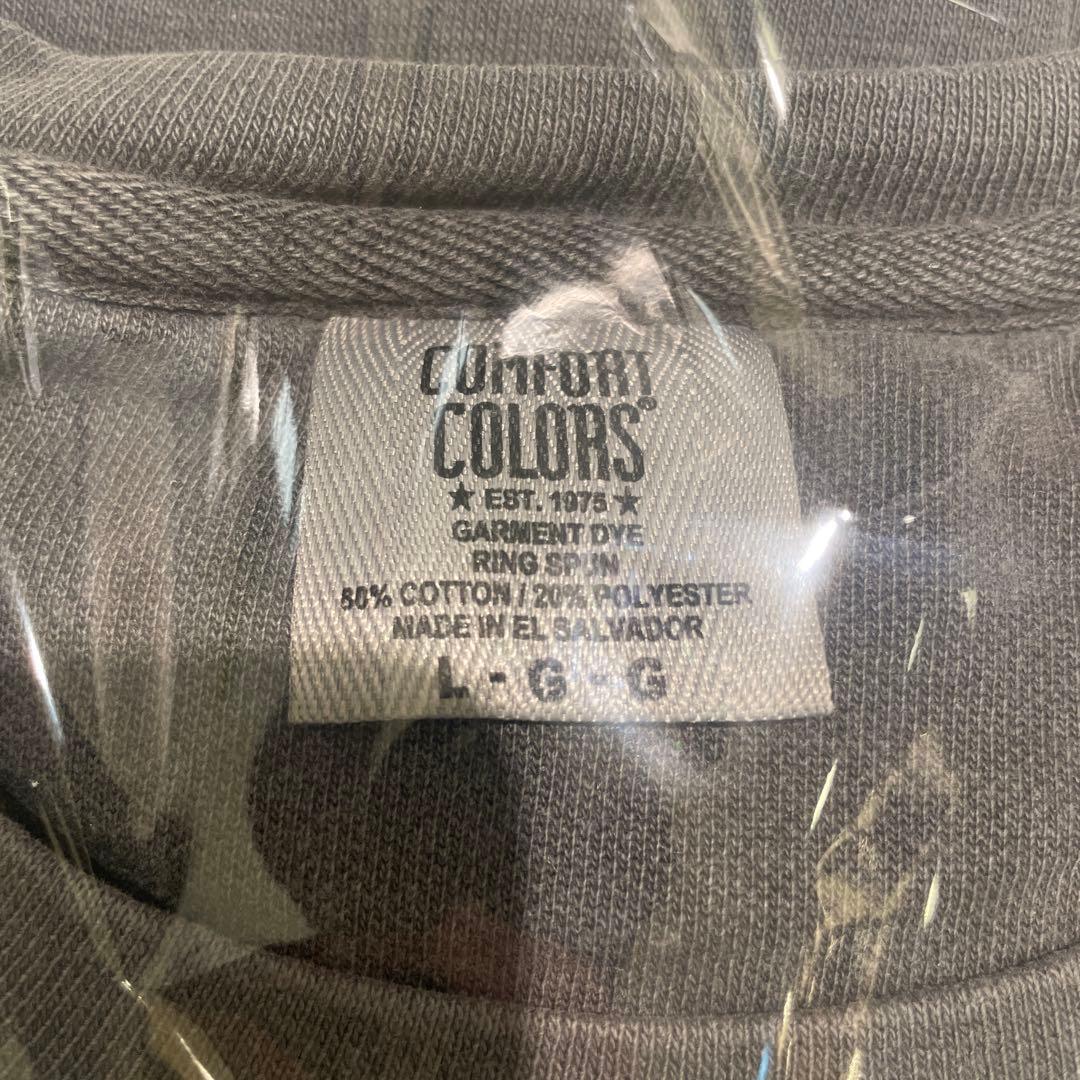 COMFORT
COLORS®
★ EST. 1975 ★
GARMENT DYE
RING SPUN
80% COTTON / 20% POLYESTER
MADE IN EL SALVADOR
L - G - G